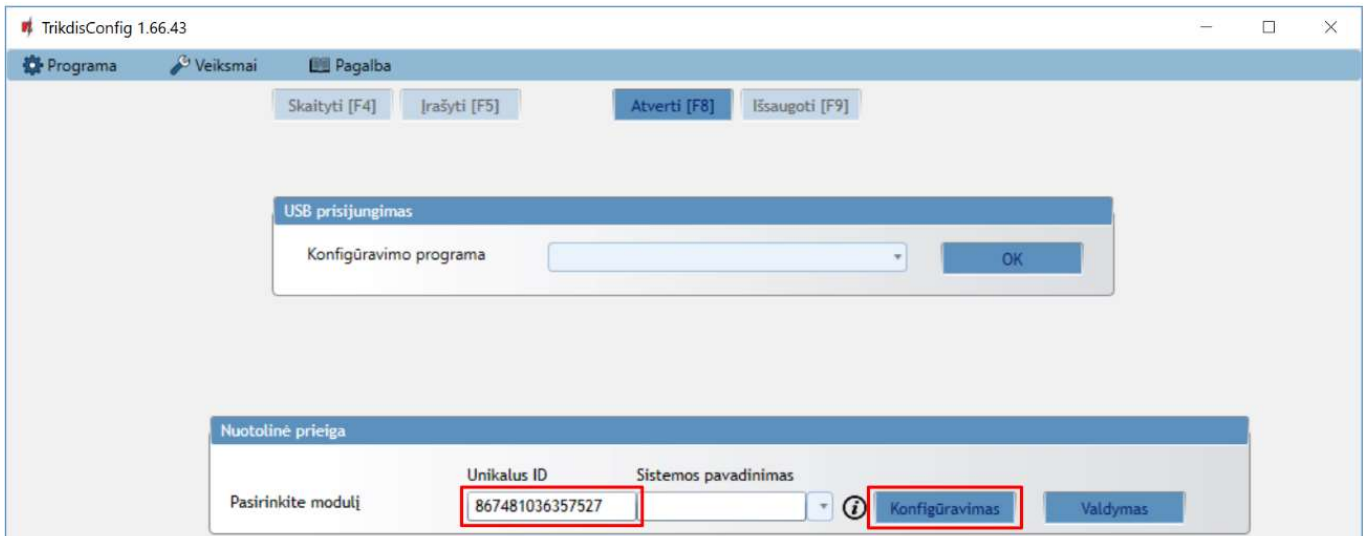 TrikdisConfig 1.66.43
Programa Veiksmai Pagalba
Skaityti [F4] Įrašyti [F5] Atverti [F8] Išsaugoti [F9]
USB prisijungimas
Konfigūravimo programa OK
Nuotolinė prieiga
Unikalus ID Sistemos pavadinimas
Pasirinkite modulį 867481036357527 Konfigūravimas Valdymas